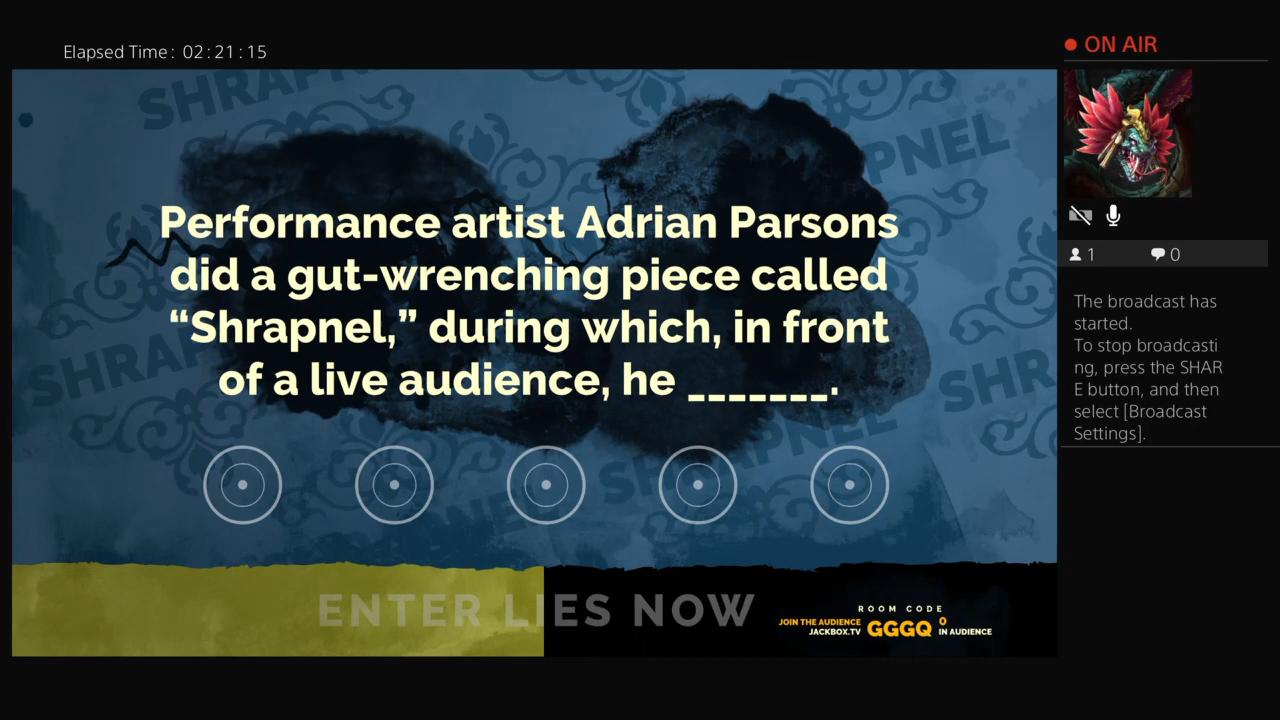 Elapsed Time: 02:21:15
ON AIR
SHRAPNEL
Performance artist Adrian Parsons
did a gut-wrenching piece called
“Shrapnel,” during which, in front
of a live audience, he _______.
1
0
The broadcast has
started.
To stop broadcasti
ng, press the SHAR
E button, and then
select [Broadcast
Settings].
ENTER LIES NOW
ROOM CODE
JOIN THE AUDIENCE
JACKBOX.TV
GGGQ
0
IN AUDIENCE